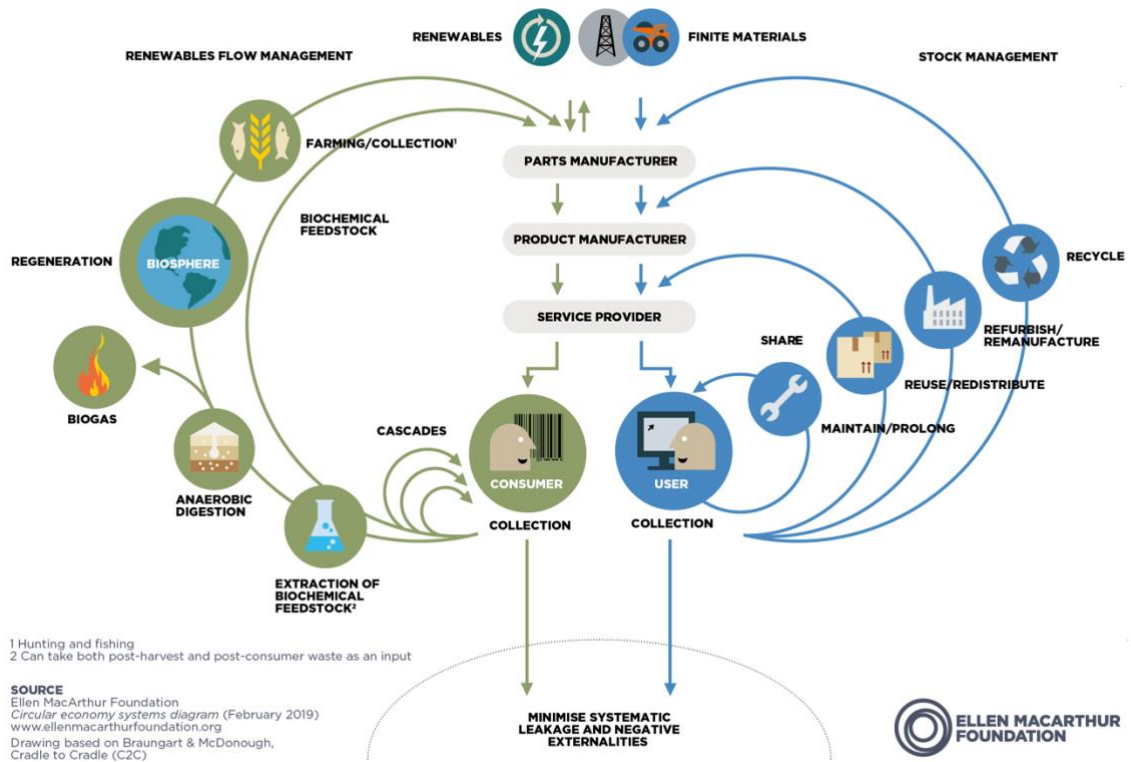 RENEWABLES
FINITE MATERIALS
RENEWABLES FLOW MANAGEMENT
STOCK MANAGEMENT
FARMING/COLLECTION¹
PARTS MANUFACTURER
BIOCHEMICAL
FEEDSTOCK
PRODUCT MANUFACTURER
REGENERATION
BIOSPHERE
RECYCLE
SERVICE PROVIDER
REFURBISH/
REMANUFACTURE
SHARE
REUSE/REDISTRIBUTE
BIOGAS
MAINTAIN/PROLONG
CASCADES
CONSUMER
USER
ANAEROBIC
DIGESTION
COLLECTION
COLLECTION
EXTRACTION OF
BIOCHEMICAL
FEEDSTOCK²
1 Hunting and fishing
2 Can take both post-harvest and post-consumer waste as an input
SOURCE
Ellen MacArthur Foundation
Circular economy systems diagram (February 2019)
www.ellenmacarthurfoundation.org
Drawing based on Braungart & McDonough,
Cradle to Cradle (C2C)
MINIMISE SYSTEMATIC
LEAKAGE AND NEGATIVE
EXTERNALITIES
ELLEN MACARTHUR
FOUNDATION